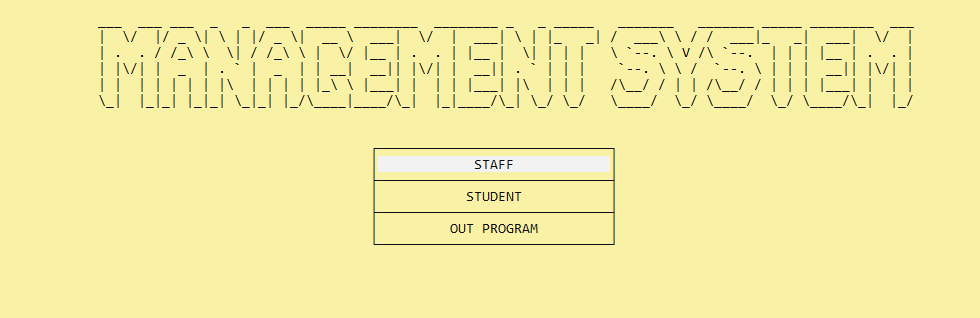 MANAGEMENT SYSTEM
STAFF
STUDENT
OUT PROGRAM